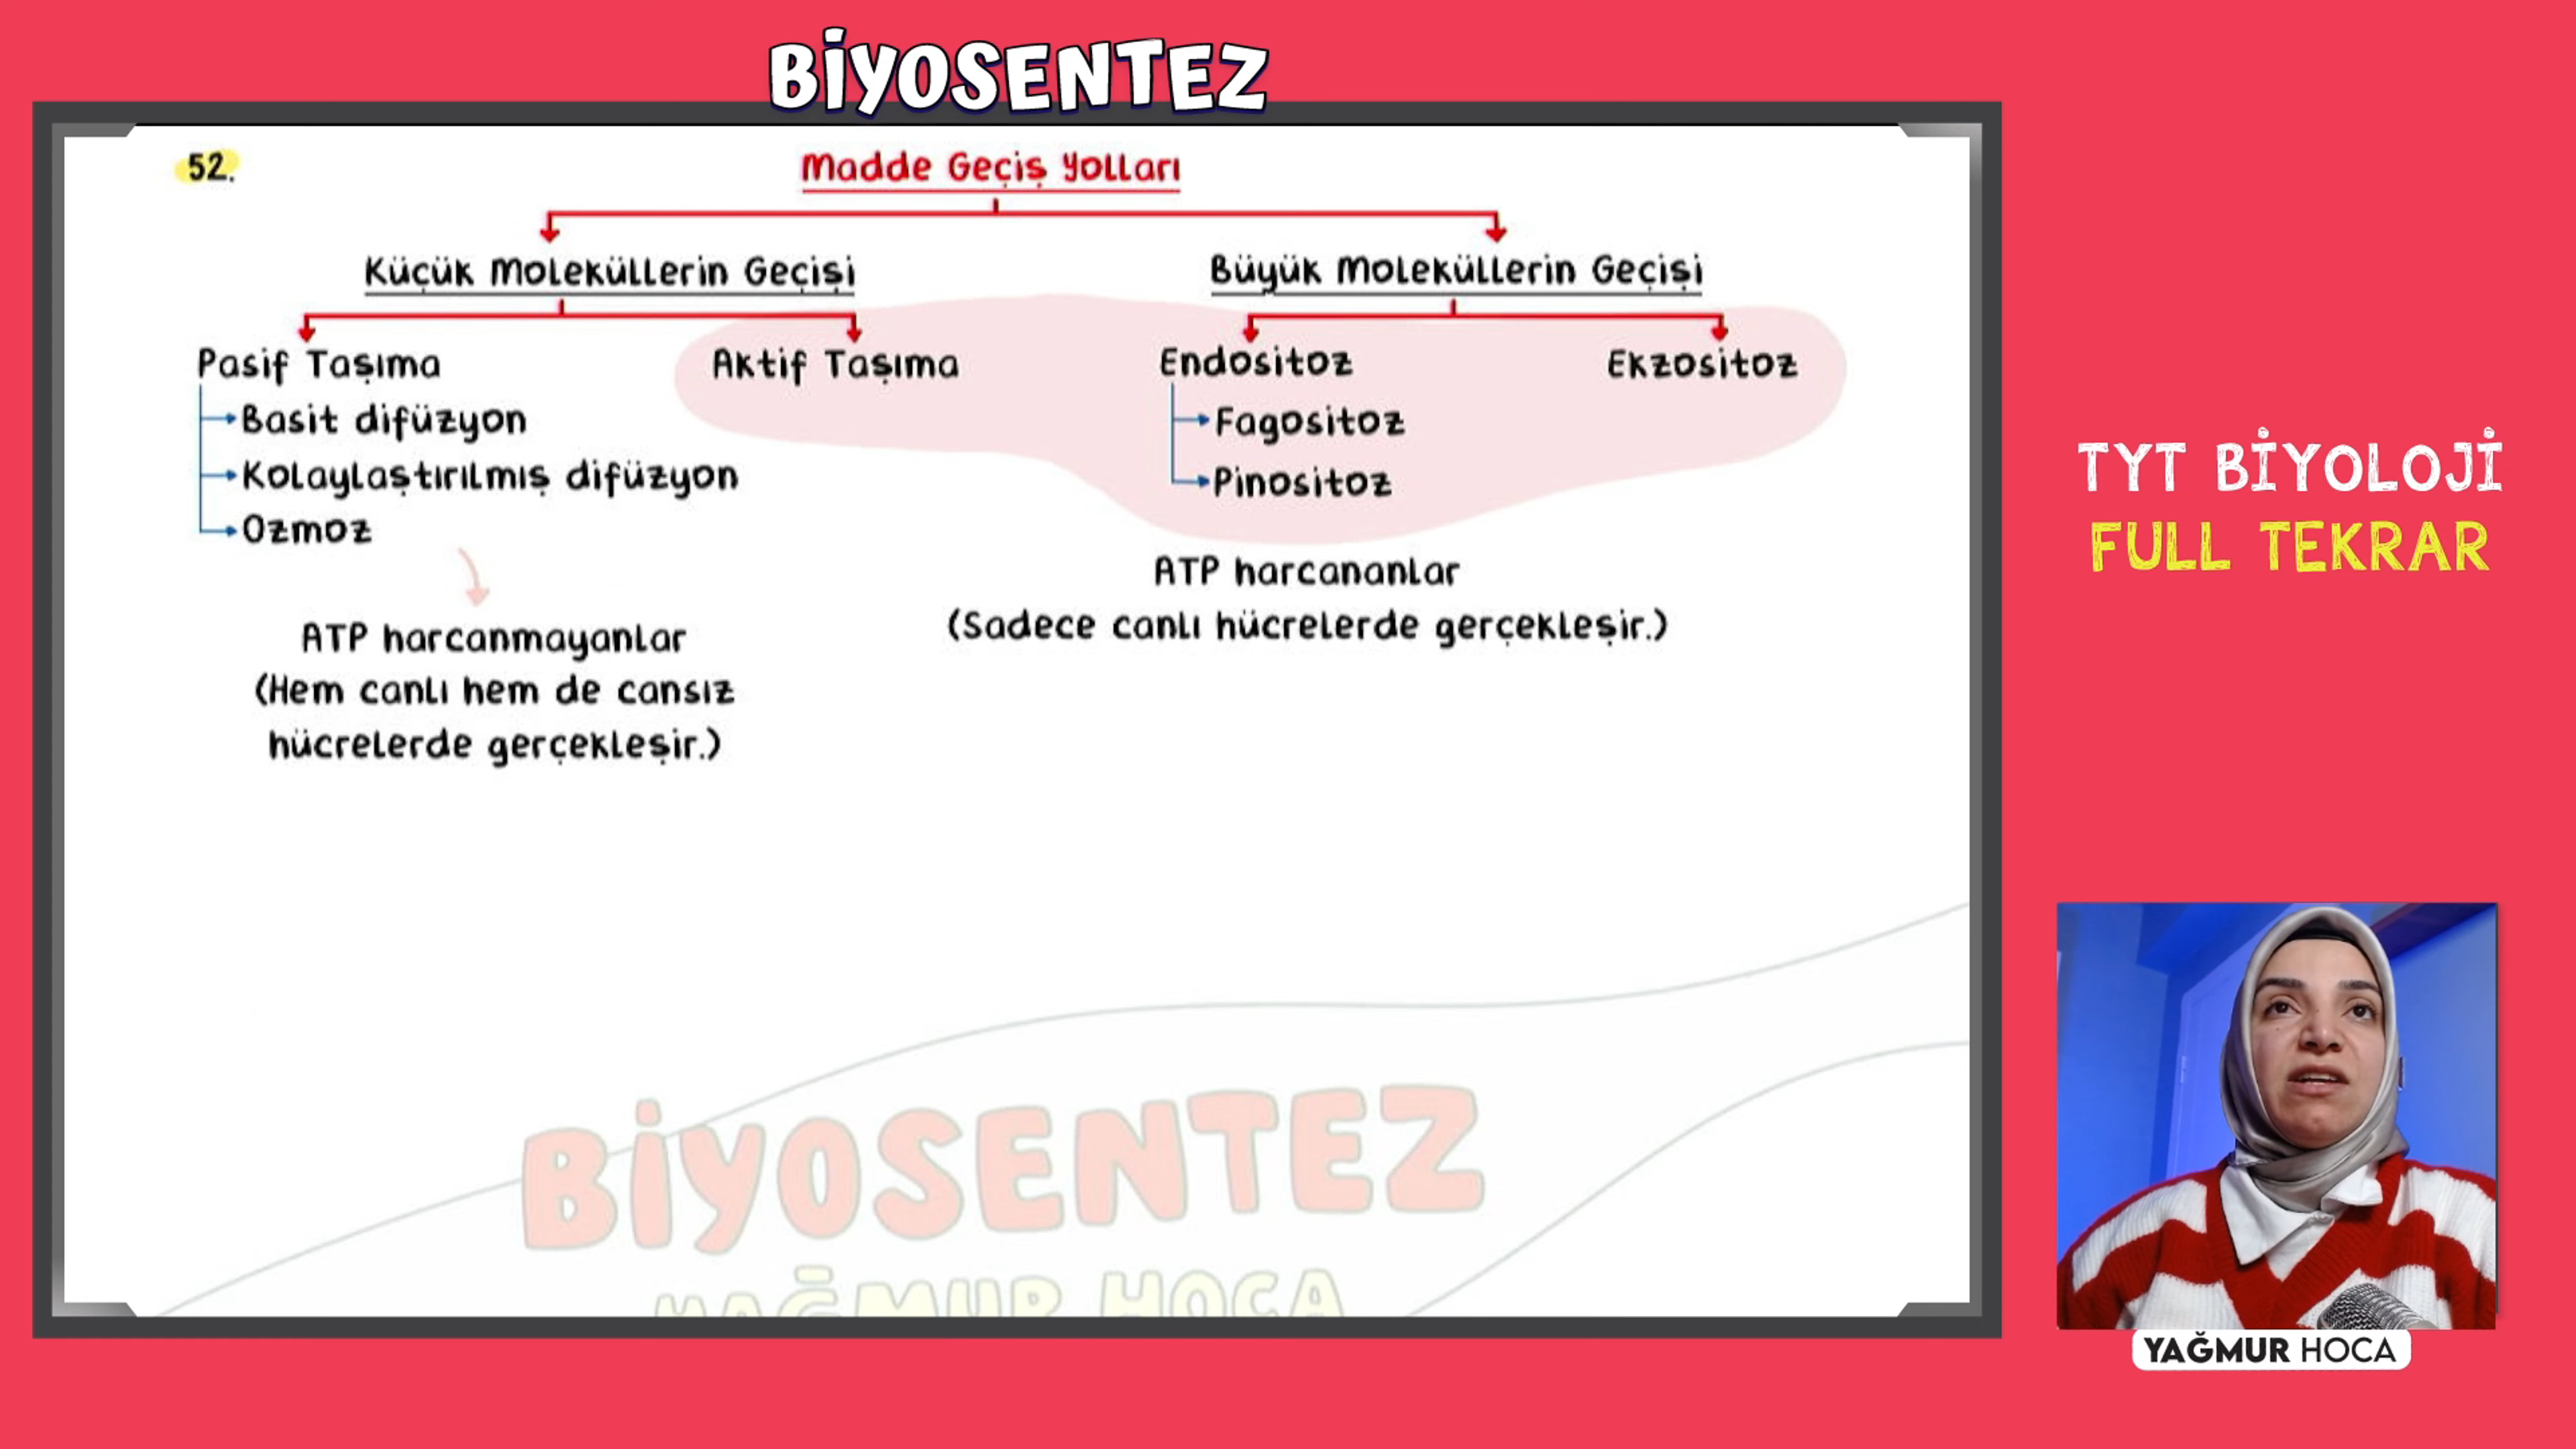 BİYOSENTEZ
52.
Madde Geçiş Yolları
Küçük Moleküllerin Geçişi
Büyük Moleküllerin Geçişi
Pasif Taşıma
Aktif Taşıma
Endositoz
Ekzositoz
Basit difüzyon
Kolaylaştırılmış difüzyon
Ozmoz
Fagositoz
Pinositoz
ATP harcanmayanlar
(Hem canlı hem de cansız
hücrelerde gerçekleşir.)
ATP harcananlar
(Sadece canlı hücrelerde gerçekleşir.)
BİYOSENTEZ
YAĞMUR HOCA
TYT BİYOLOJİ
FULL TEKRAR
YAĞMUR HOCA